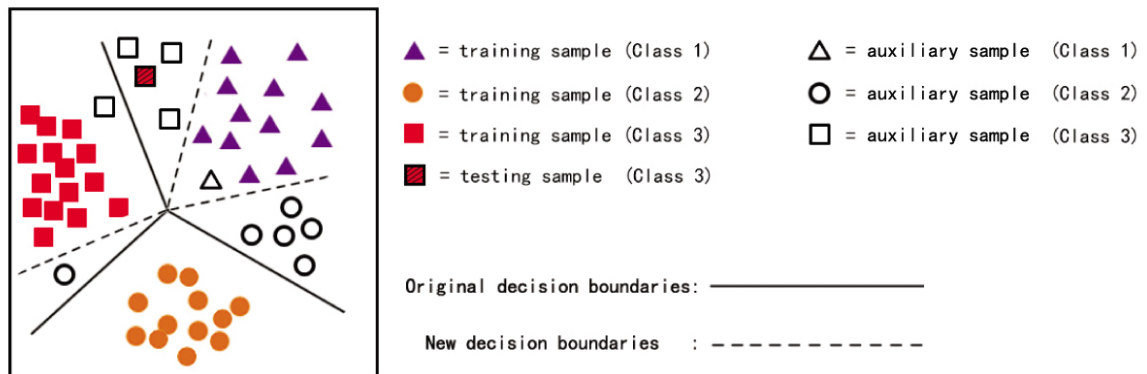 = training sample (Class 1)
= auxiliary sample (Class 1)
= training sample (Class 2)
= auxiliary sample (Class 2)
= training sample (Class 3)
= auxiliary sample (Class 3)
= testing sample (Class 3)
Original decision boundaries:
New decision boundaries :